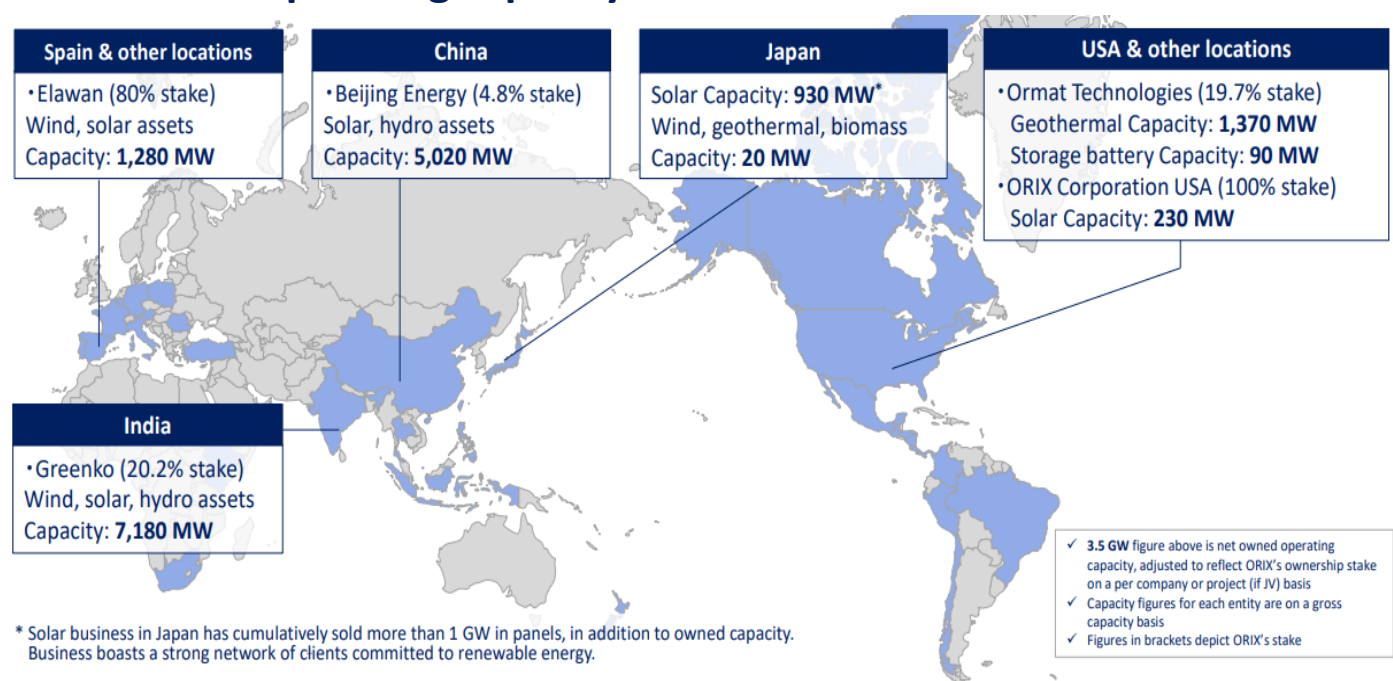 Spain & other locations
・Elawan (80% stake)
Wind, solar assets
Capacity: 1,280 MW
China
・Beijing Energy (4.8% stake)
Solar, hydro assets
Capacity: 5,020 MW
Japan
Solar Capacity: 930 MW*
Wind, geothermal, biomass
Capacity: 20 MW
USA & other locations
・Ormat Technologies (19.7% stake)
Geothermal Capacity: 1,370 MW
Storage battery Capacity: 90 MW
・ORIX Corporation USA (100% stake)
Solar Capacity: 230 MW
India
・Greenko (20.2% stake)
Wind, solar, hydro assets
Capacity: 7,180 MW
✓ 3.5 GW figure above is net owned operating
capacity, adjusted to reflect ORIX's ownership stake
on a per company or project (if JV) basis
✓ Capacity figures for each entity are on a gross
capacity basis
✓ Figures in brackets depict ORIX's stake
* Solar business in Japan has cumulatively sold more than 1 GW in panels, in addition to owned capacity.
Business boasts a strong network of clients committed to renewable energy.